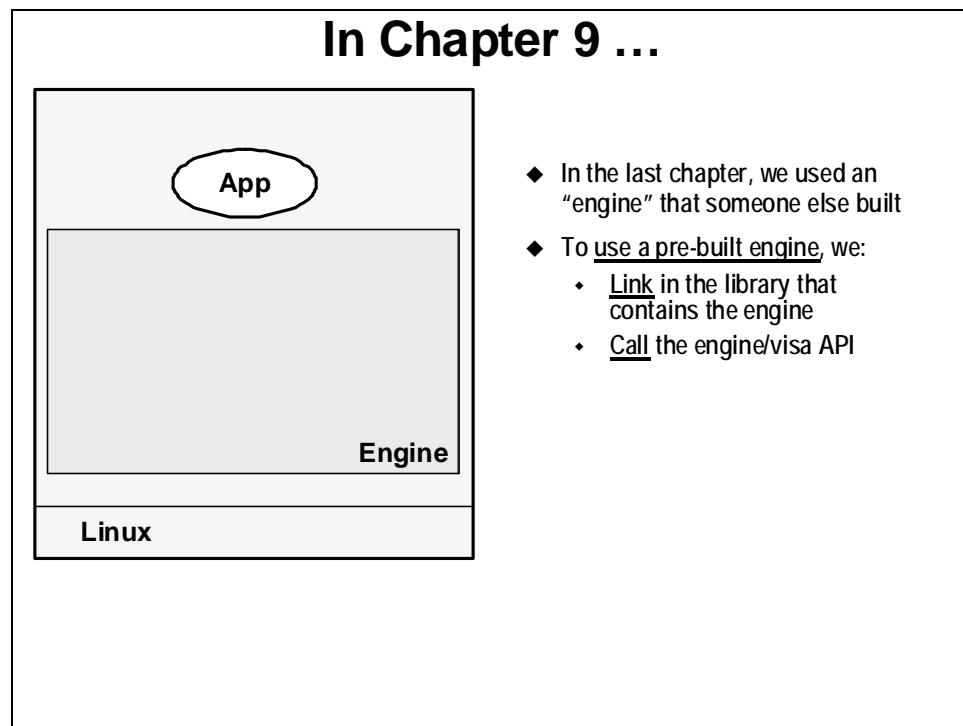 In Chapter 9 …
App
Engine
Linux
◆ In the last chapter, we used an
“engine” that someone else built
◆ To use a pre-built engine, we:
◆ Link in the library that
contains the engine
◆ Call the engine/visa API